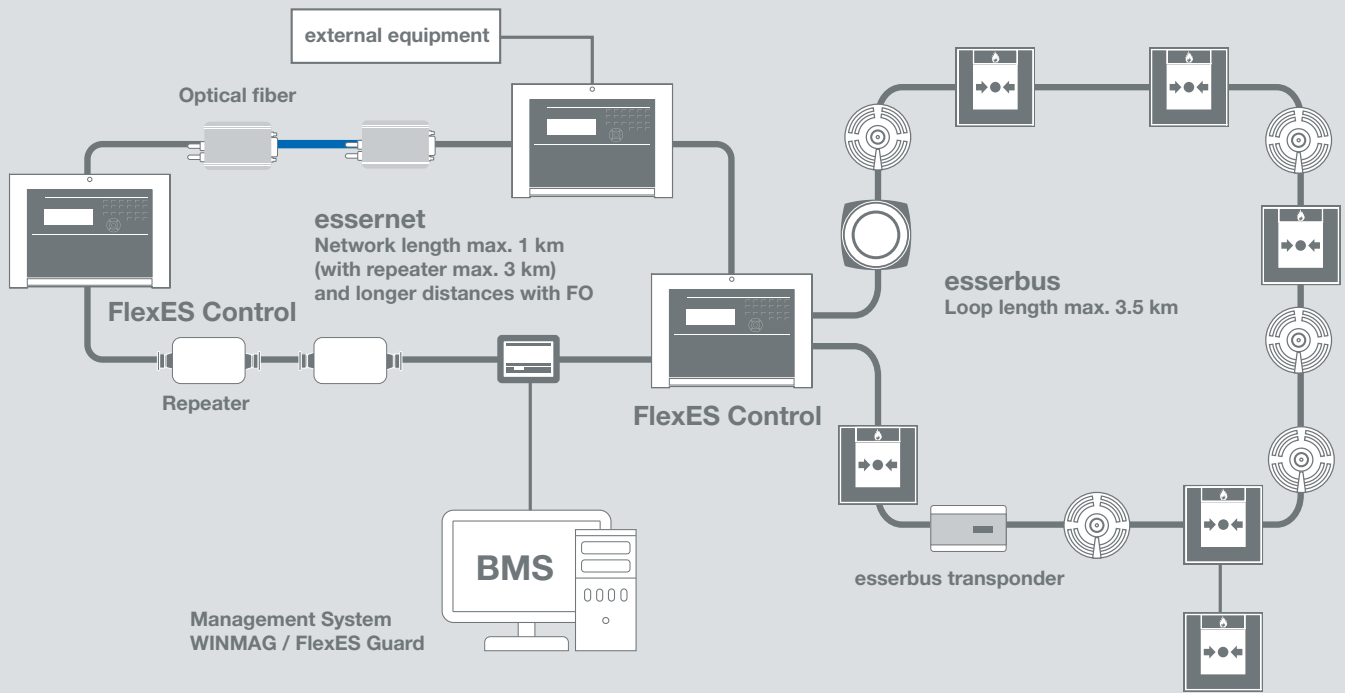 external equipment
Optical fiber
essernet
Network length max. 1 km
(with repeater max. 3 km)
and longer distances with FO
FlexES Control
Repeater
esserbus
Loop length max. 3.5 km
FlexES Control
esserbus transponder
BMS
Management System
WINMAG / FlexES Guard